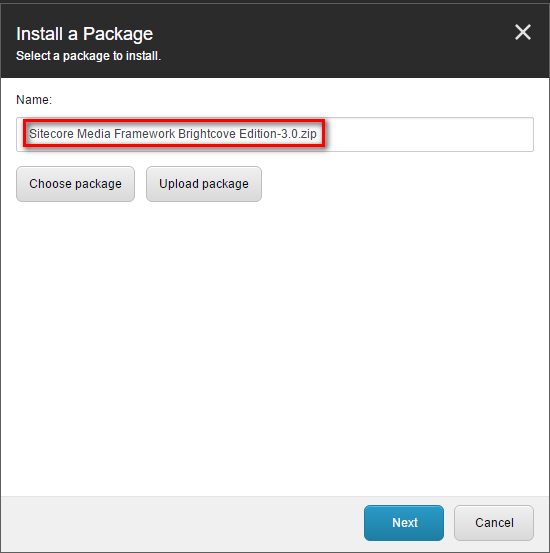 Install a Package
Select a package to install.
Name:
Sitecore Media Framework Brightcove Edition-3.0.zip
Choose package Upload package
Next Cancel